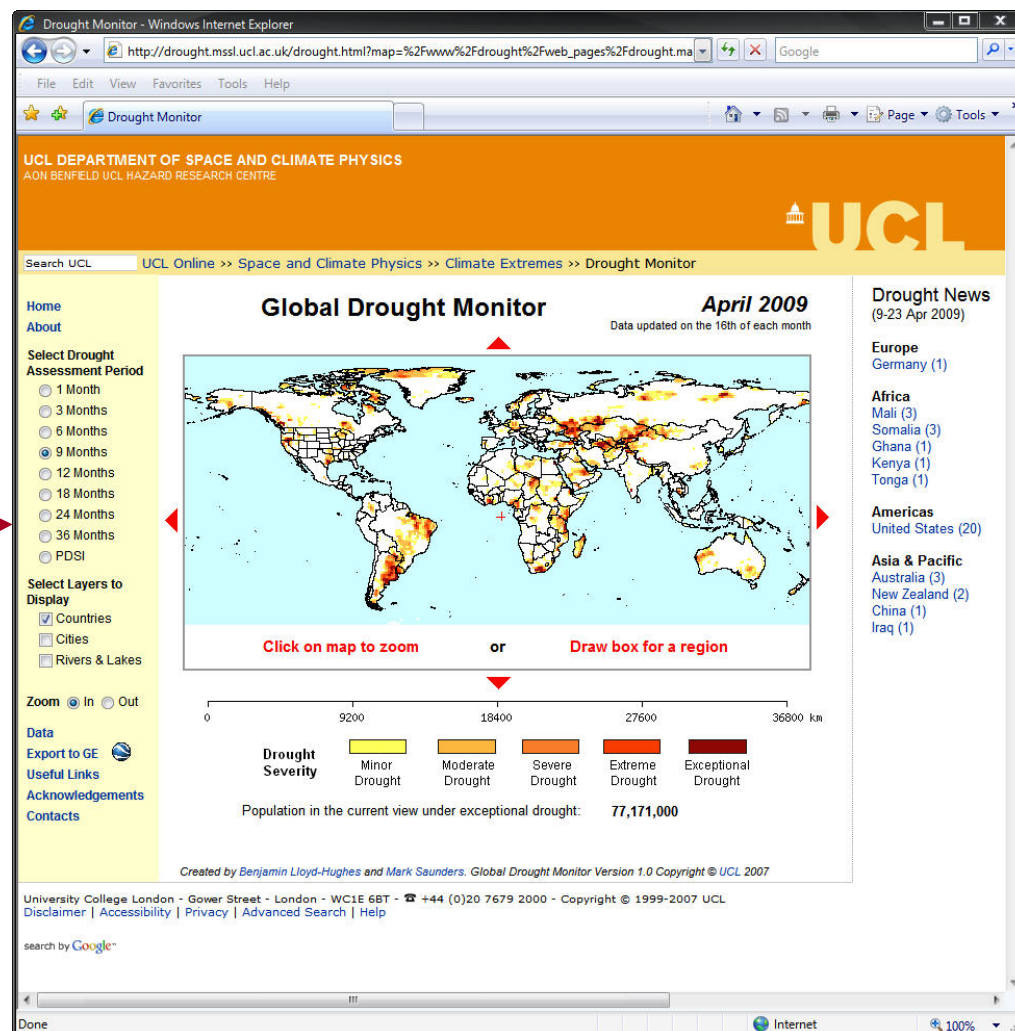 Drought Monitor - Windows Internet Explorer
http://drought.mssl.ucl.ac.uk/drought.html?map=%2Fwww%2Fdrought%2Fweb_pages%2Fdrought.ma
Google
File Edit View Favorites Tools Help
Drought Monitor
Page Tools
UCL DEPARTMENT OF SPACE AND CLIMATE PHYSICS
AON BENFIELD UCL HAZARD RESEARCH CENTRE
UCL
Search UCL
UCL Online >> Space and Climate Physics >> Climate Extremes >> Drought Monitor
Home
About
Select Drought
Assessment Period
1 Month
3 Months
6 Months
9 Months
12 Months
18 Months
24 Months
36 Months
PDSI
Select Layers to
Display
Countries
Cities
Rivers & Lakes
Zoom In Out
Data
Export to GE
Useful Links
Acknowledgements
Contacts
Global Drought Monitor
April 2009
Data updated on the 16th of each month
Click on map to zoom or Draw box for a region
0 9200 18400 27600 36800 km
Drought
Severity
Minor
Drought
Moderate
Drought
Severe
Drought
Extreme
Drought
Exceptional
Drought
Population in the current view under exceptional drought: 77,171,000
Created by Benjamin Lloyd-Hughes and Mark Saunders. Global Drought Monitor Version 1.0 Copyright © UCL 2007
Drought News
(9-23 Apr 2009)
Europe
Germany (1)
Africa
Mali (3)
Somalia (3)
Ghana (1)
Kenya (1)
Tonga (1)
Americas
United States (20)
Asia & Pacific
Australia (3)
New Zealand (2)
China (1)
Iraq (1)
University College London - Gower Street - London - WC1E 6BT - ☎ +44 (0)20 7679 2000 - Copyright © 1999-2007 UCL
Disclaimer | Accessibility | Privacy | Advanced Search | Help
search by Google™
Done
Internet
100%